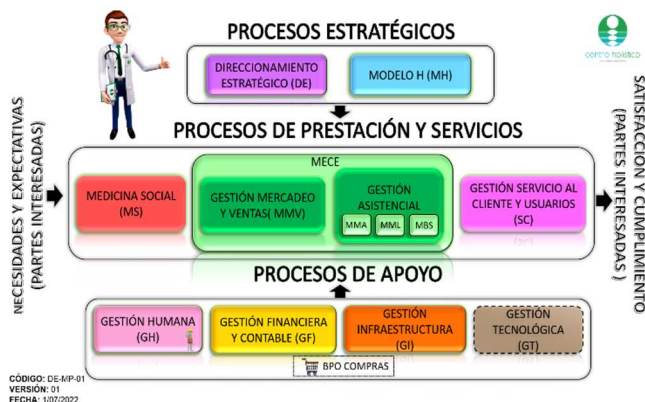 PROCESOS ESTRATÉGICOS
centro holístico
DIRECCIONAMIENTO
ESTRATÉGICO (DE)
MODELO H (MH)
NECESIDADES Y EXPECTATIVAS
(PARTES INTERESADAS)
PROCESOS DE PRESTACIÓN Y SERVICIOS
MECE
MEDICINA SOCIAL
(MS)
GESTIÓN MERCADEO
Y VENTAS( MMV)
GESTIÓN
ASISTENCIAL
MMA
MML
MBS
GESTIÓN SERVICIO AL
CLIENTE Y USUARIOS
(SC)
SATISFACCION Y CUMPLIMIENTO
(PARTES INTERESADAS )
PROCESOS DE APOYO
GESTIÓN HUMANA
(GH)
GESTIÓN FINANCIERA
Y CONTABLE (GF)
GESTIÓN
INFRAESTRUCTURA
(GI)
GESTIÓN
TECNOLÓGICA
(GT)
BPO COMPRAS
CÓDIGO: DE-MP-01
VERSIÓN: 01
FECHA: 1/07/2022